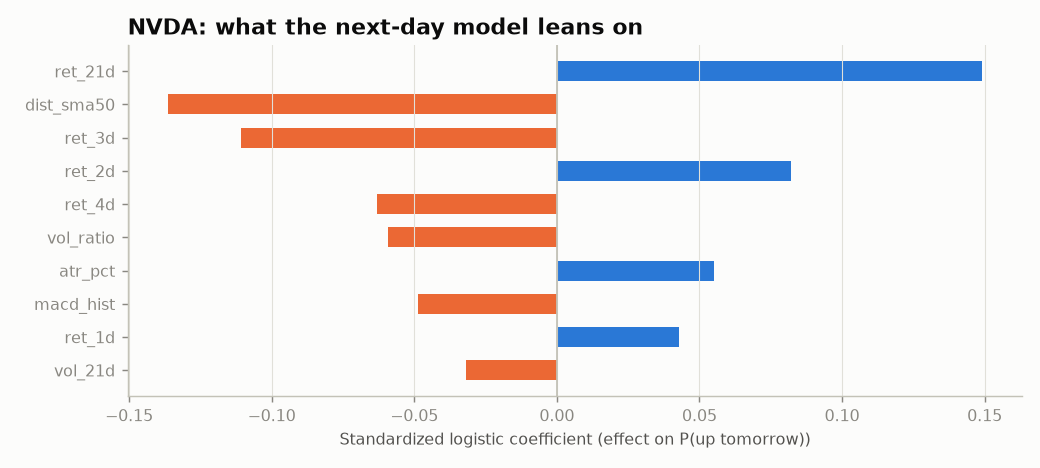 NVDA: what the next-day model leans on
ret_21d
dist_sma50
ret_3d
ret_2d
ret_4d
vol_ratio
atr_pct
macd_hist
ret_1d
vol_21d
−0.15 −0.10 −0.05 0.00 0.05 0.10 0.15
Standardized logistic coefficient (effect on P(up tomorrow))